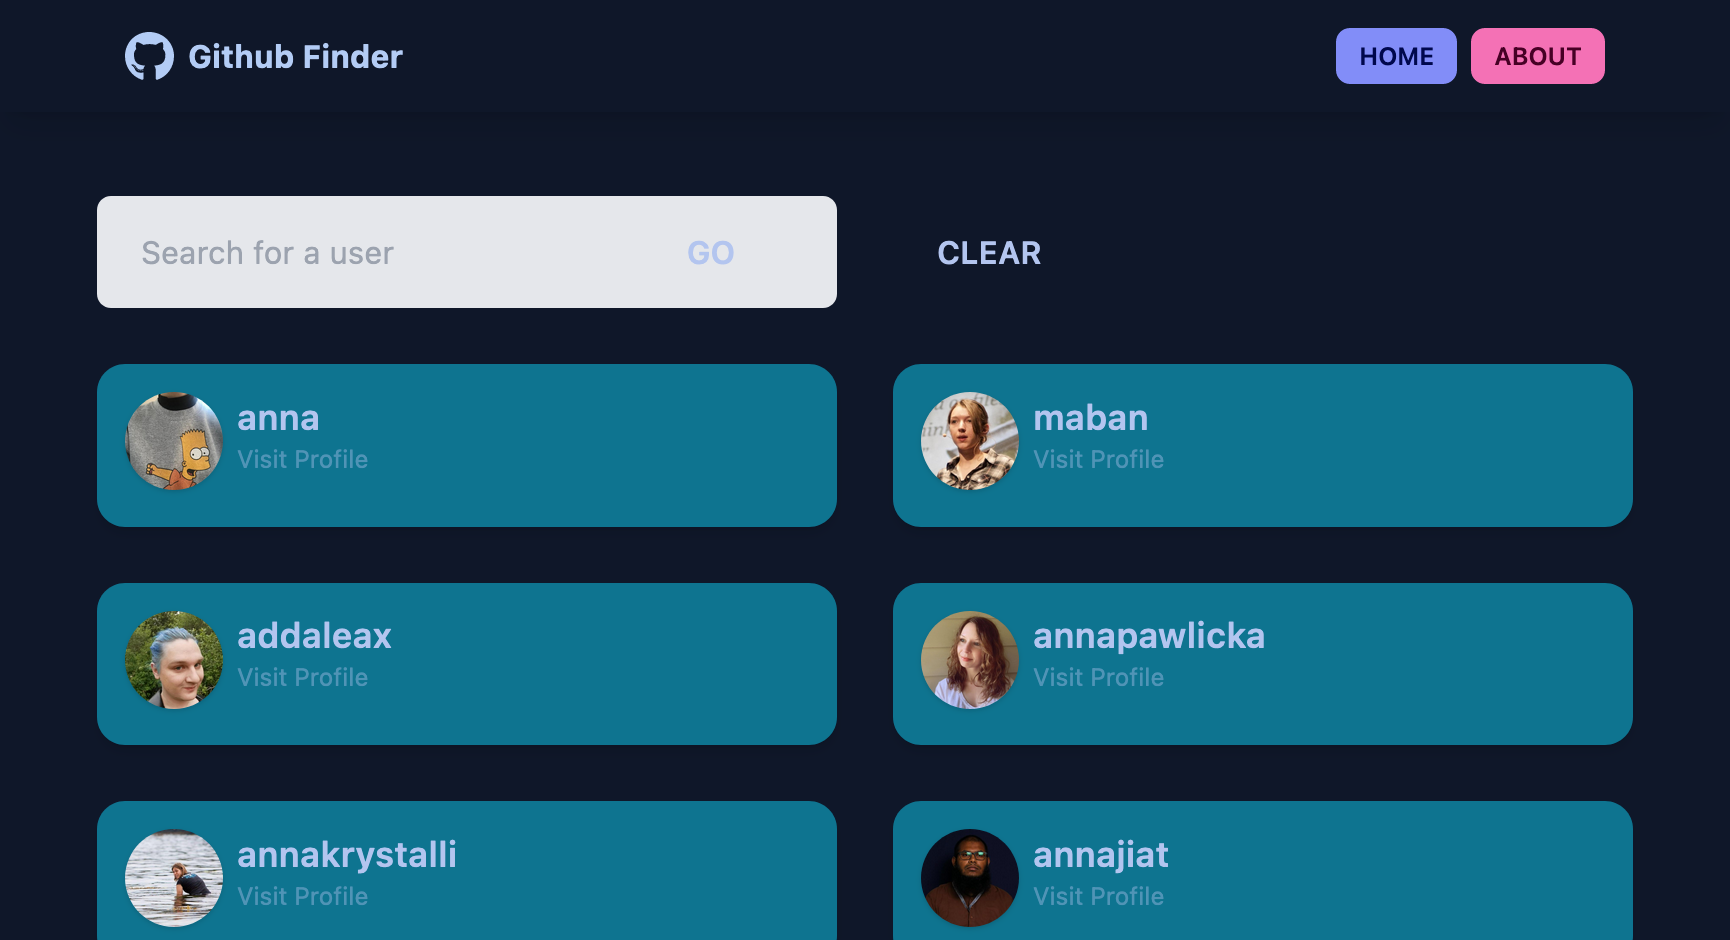 Github Finder
HOME
ABOUT
Search for a user
GO
CLEAR
anna
Visit Profile
maban
Visit Profile
addaleax
Visit Profile
annapawlicka
Visit Profile
annakrystalli
Visit Profile
annajiat
Visit Profile